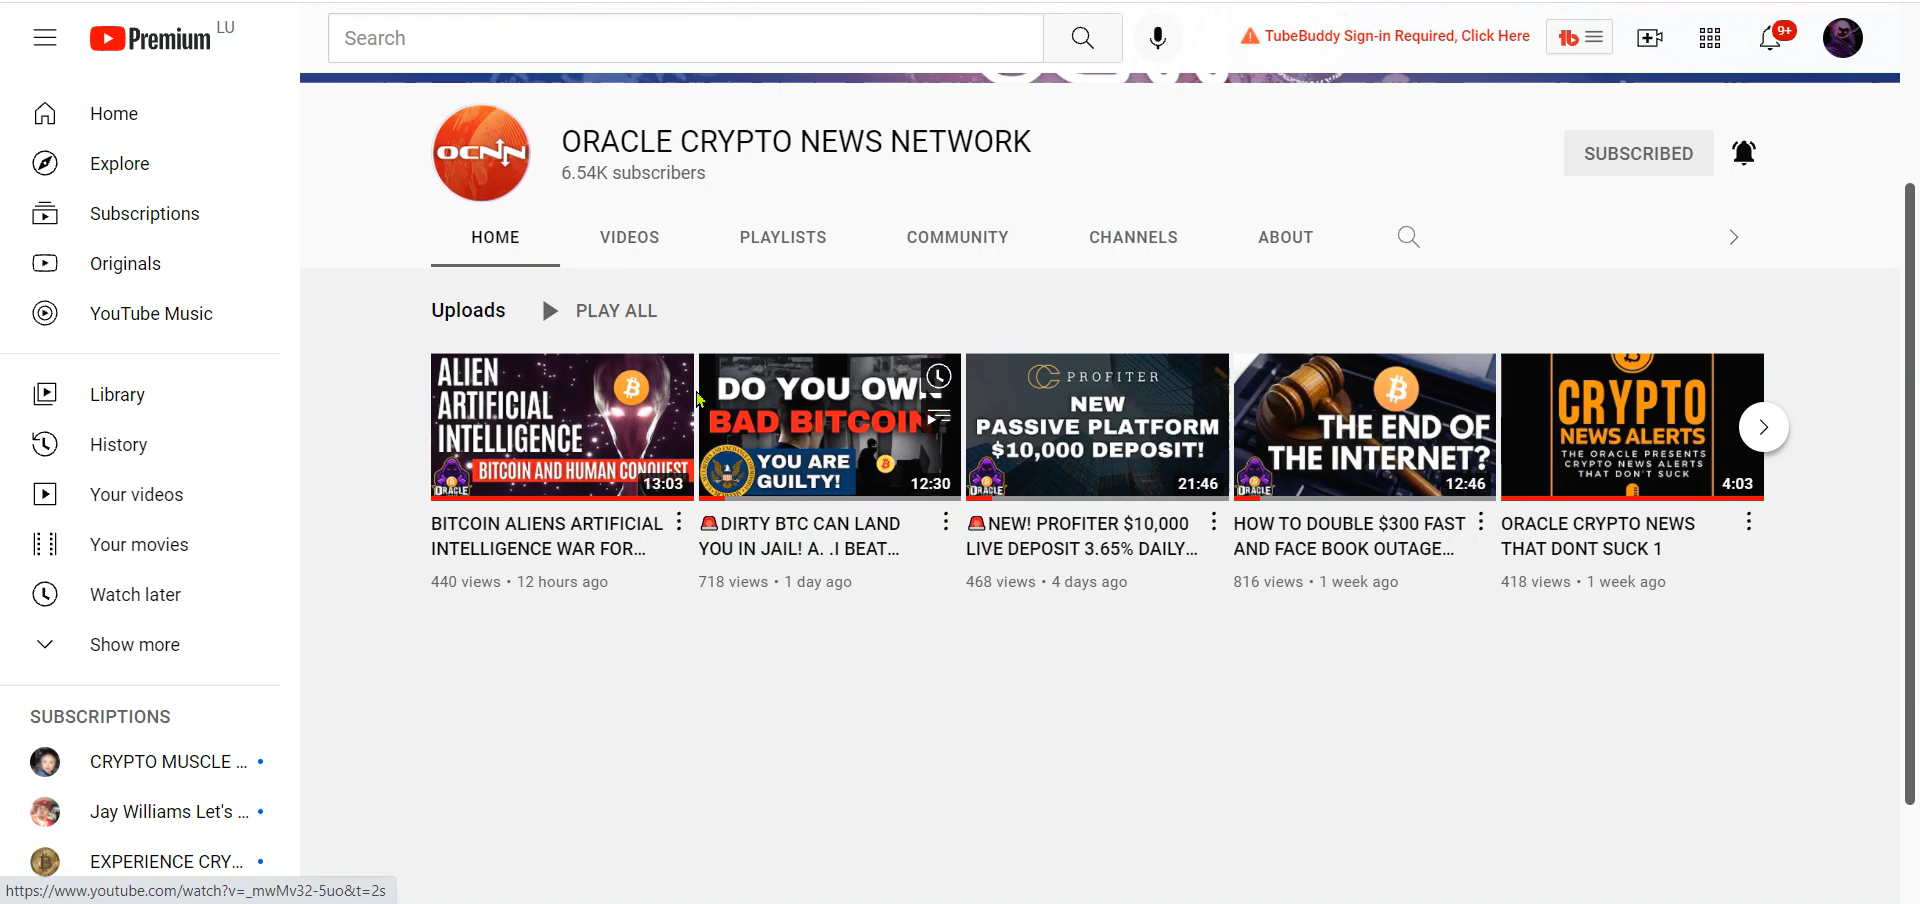 Premium LU
Search
TubeBuddy Sign-in Required, Click Here
tb
9+
Home
Explore
Subscriptions
Originals
YouTube Music
Library
History
Your videos
Your movies
Watch later
Show more
SUBSCRIPTIONS
CRYPTO MUSCLE ...
Jay Williams Let's ...
EXPERIENCE CRY...
OCNN
ORACLE CRYPTO NEWS NETWORK
6.54K subscribers
SUBSCRIBED
HOME VIDEOS PLAYLISTS COMMUNITY CHANNELS ABOUT
Uploads PLAY ALL
ALIEN
ARTIFICIAL
INTELLIGENCE
BITCOIN AND HUMAN CONQUEST
ORACLE
13:03
BITCOIN ALIENS ARTIFICIAL
INTELLIGENCE WAR FOR...
440 views • 12 hours ago
DO YOU OWN
BAD BITCOIN
YOU ARE
GUILTY!
12:30
🚨DIRTY BTC CAN LAND
YOU IN JAIL! A. .I BEAT...
718 views • 1 day ago
PROFITER
NEW
PASSIVE PLATFORM
$10,000 DEPOSIT!
ORACLE
21:46
🚨NEW! PROFITER $10,000
LIVE DEPOSIT 3.65% DAILY...
468 views • 4 days ago
THE END OF
THE INTERNET?
ORACLE
12:46
HOW TO DOUBLE $300 FAST
AND FACE BOOK OUTAGE...
816 views • 1 week ago
CRYPTO
NEWS ALERTS
THE ORACLE PRESENTS
CRYPTO NEWS ALERTS
THAT DON'T SUCK
4:03
ORACLE CRYPTO NEWS
THAT DONT SUCK 1
418 views • 1 week ago
https://www.youtube.com/watch?v=_mwMv32-5uo&t=2s